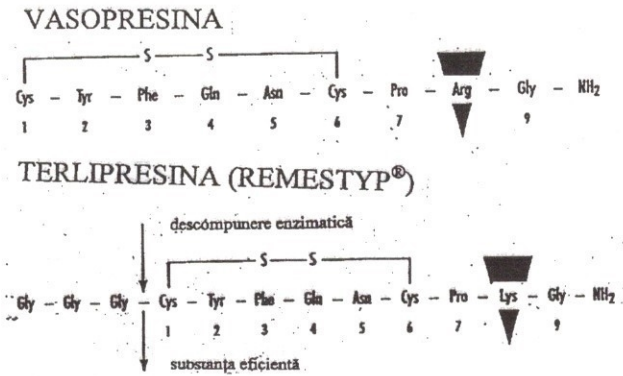 VASOPRESINA
S — S
Cys — Tyr — Phe — Gln — Asn — Cys — Pro — Arg — Gly — NH₂
1 2 3 4 5 6 7 9
TERLIPRESINA (REMESTYP®)
descompunere enzimatică
S — S
Gly — Gly — Gly — Cys — Tyr — Phe — Gln — Asn — Cys — Pro — Lys — Gly — NH₂
1 2 3 4 5 6 7 9
substanţa eficientă